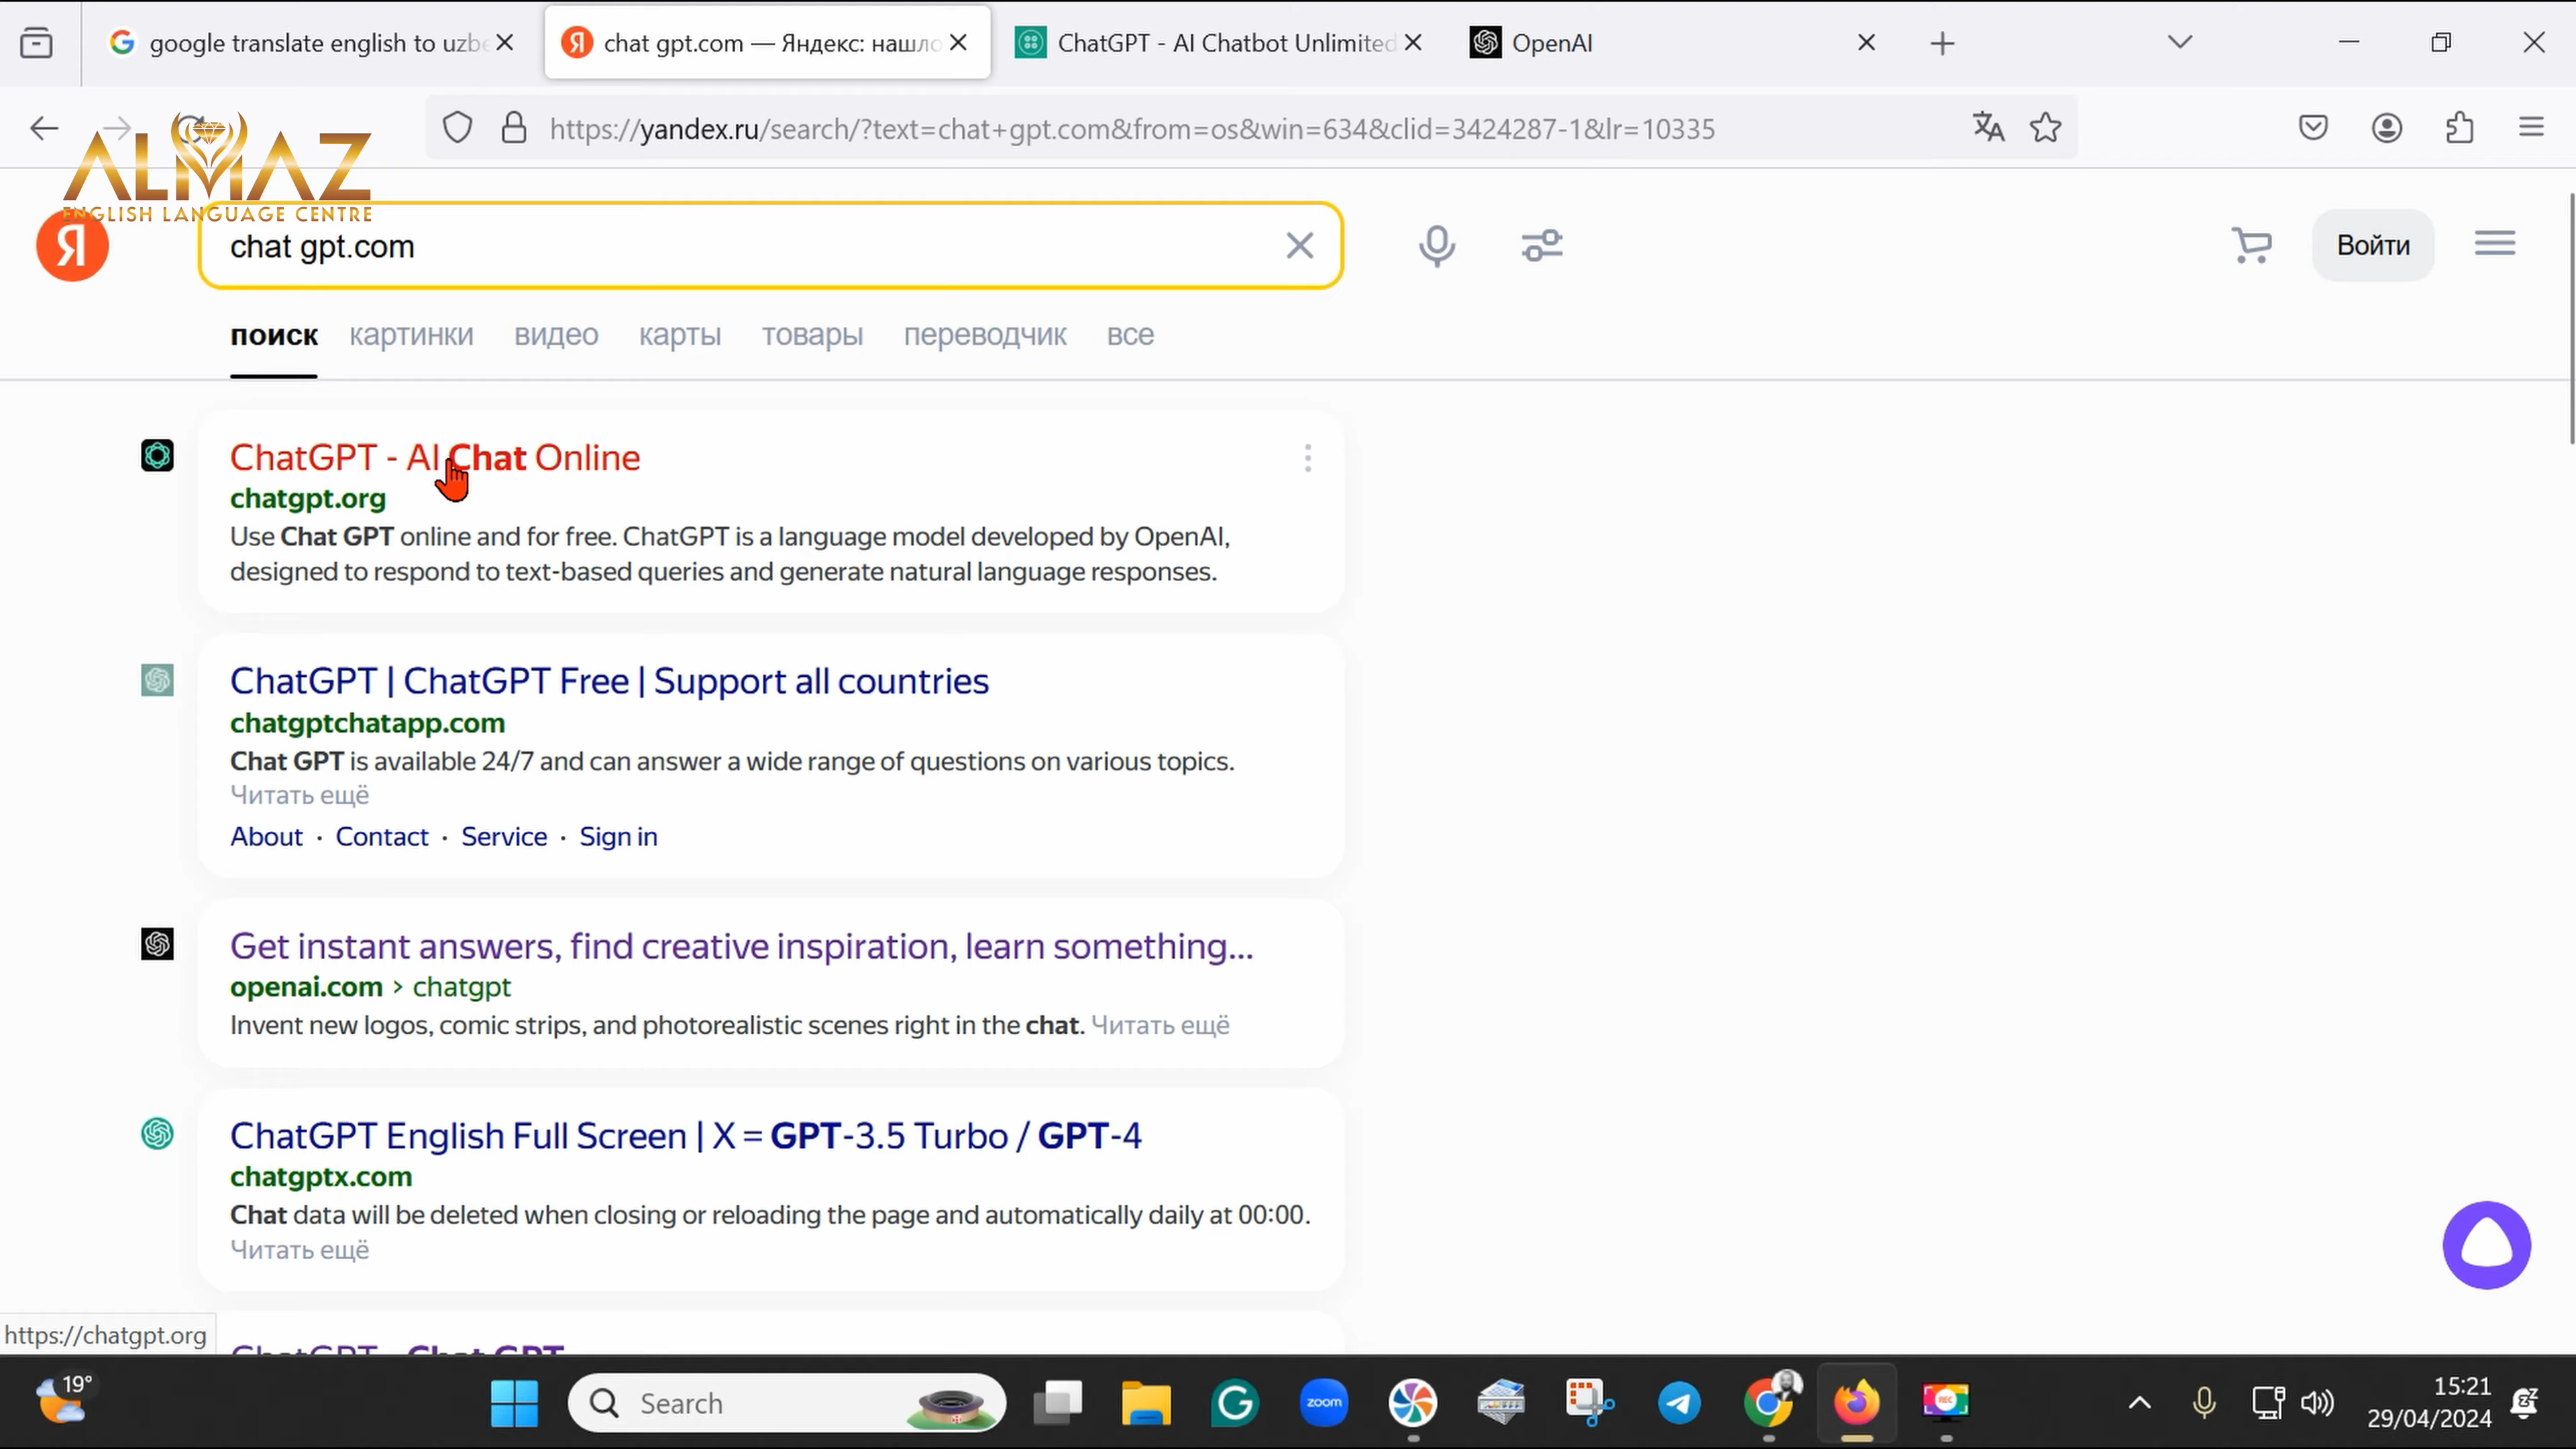 google translate english to uzbe
chat gpt.com — Яндекс: нашло
ChatGPT - AI Chatbot Unlimited
OpenAI
https://yandex.ru/search/?text=chat+gpt.com&from=os&win=634&clid=3424287-1&lr=10335
ALMAZ
ENGLISH LANGUAGE CENTRE
Я
chat gpt.com
Войти
поиск картинки видео карты товары переводчик все
ChatGPT - AI Chat Online
chatgpt.org
Use Chat GPT online and for free. ChatGPT is a language model developed by OpenAI,
designed to respond to text-based queries and generate natural language responses.
ChatGPT | ChatGPT Free | Support all countries
chatgptchatapp.com
Chat GPT is available 24/7 and can answer a wide range of questions on various topics.
Читать ещё
About · Contact · Service · Sign in
Get instant answers, find creative inspiration, learn something...
openai.com › chatgpt
Invent new logos, comic strips, and photorealistic scenes right in the chat. Читать ещё
ChatGPT English Full Screen | X = GPT-3.5 Turbo / GPT-4
chatgptx.com
Chat data will be deleted when closing or reloading the page and automatically daily at 00:00.
Читать ещё
https://chatgpt.org
ChatGPT - Chat GPT
19°
Search
zoom
REC
15:21
29/04/2024